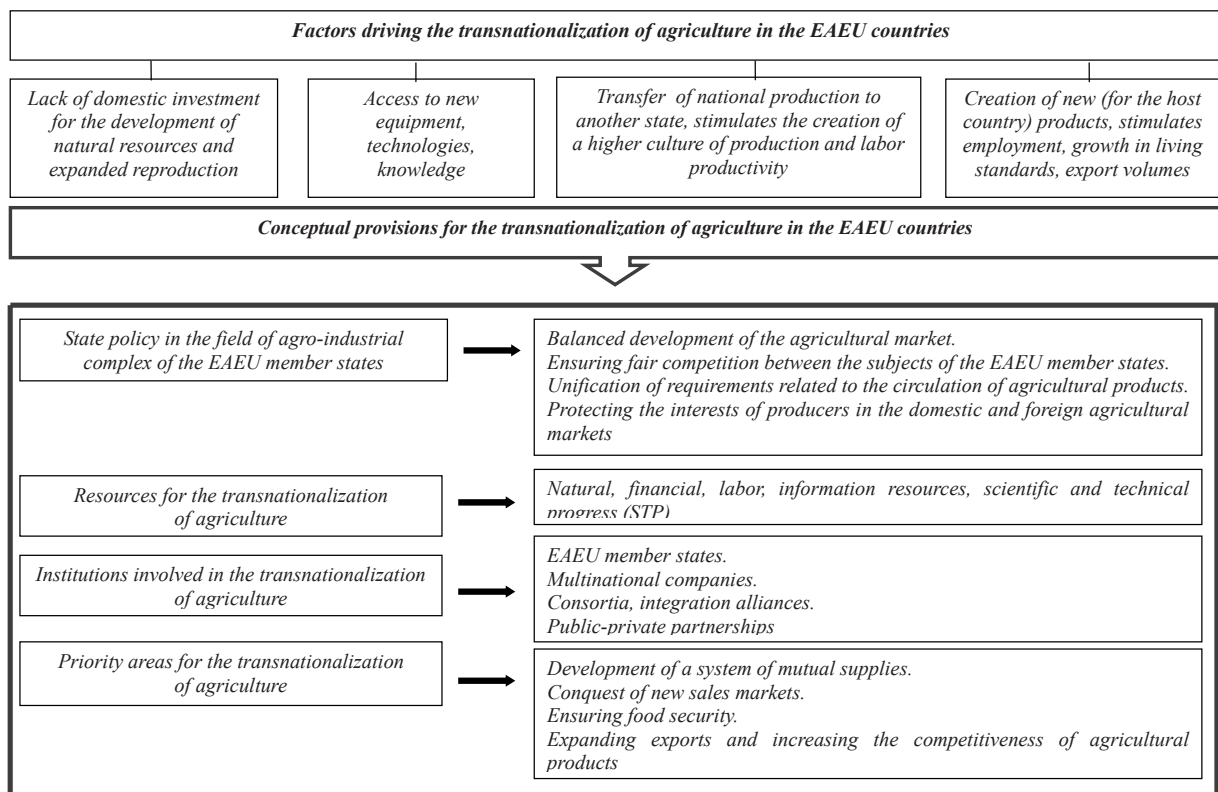 Factors driving the transnationalization of agriculture in the EAEU countries
Lack of domestic investment
for the development of
natural resources and
expanded reproduction
Access to new
equipment,
technologies,
knowledge
Transfer of national production to
another state, stimulates the creation of
a higher culture of production and labor
productivity
Creation of new (for the host
country) products, stimulates
employment, growth in living
standards, export volumes
Conceptual provisions for the transnationalization of agriculture in the EAEU countries
State policy in the field of agro-industrial
complex of the EAEU member states
Balanced development of the agricultural market.
Ensuring fair competition between the subjects of the EAEU member states.
Unification of requirements related to the circulation of agricultural products.
Protecting the interests of producers in the domestic and foreign agricultural
markets
Resources for the transnationalization
of agriculture
Natural, financial, labor, information resources, scientific and technical
progress (STP)
Institutions involved in the transnationalization
of agriculture
EAEU member states.
Multinational companies.
Consortia, integration alliances.
Public-private partnerships
Priority areas for the transnationalization
of agriculture
Development of a system of mutual supplies.
Conquest of new sales markets.
Ensuring food security.
Expanding exports and increasing the competitiveness of agricultural
products